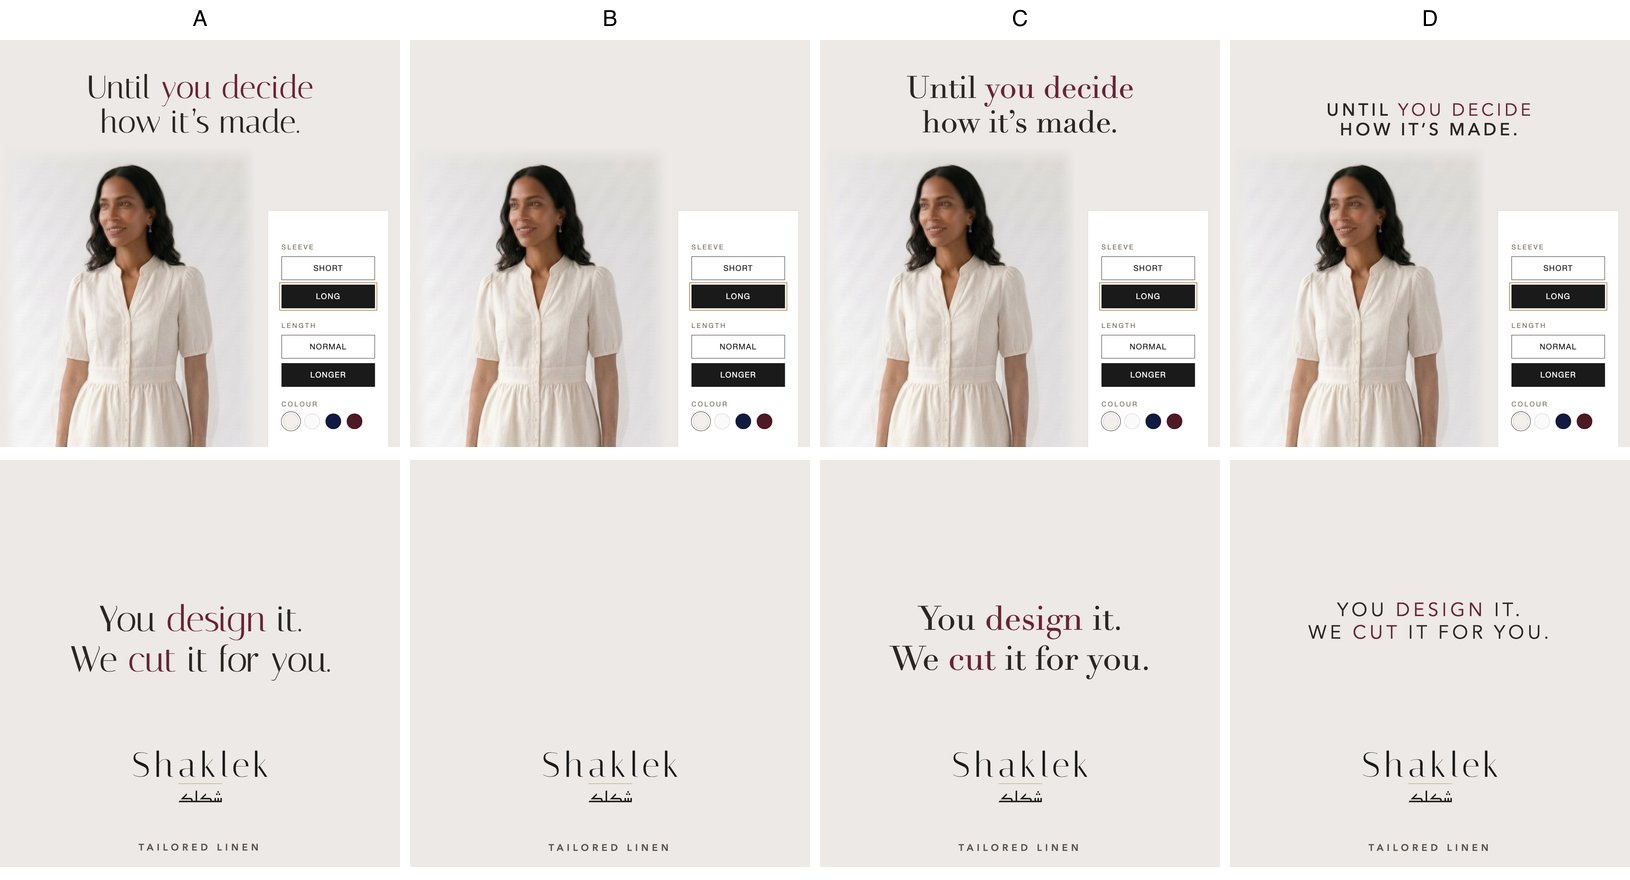 A
B
C
D
Until you decide
how it's made.
SLEEVE
SHORT
LONG
LENGTH
NORMAL
LONGER
COLOUR
SLEEVE
SHORT
LONG
LENGTH
NORMAL
LONGER
COLOUR
Until you decide
how it's made.
SLEEVE
SHORT
LONG
LENGTH
NORMAL
LONGER
COLOUR
UNTIL YOU DECIDE
HOW IT'S MADE.
SLEEVE
SHORT
LONG
LENGTH
NORMAL
LONGER
COLOUR
You design it.
We cut it for you.
Shaklek
شكلك
TAILORED LINEN
Shaklek
شكلك
TAILORED LINEN
You design it.
We cut it for you.
Shaklek
شكلك
TAILORED LINEN
YOU DESIGN IT.
WE CUT IT FOR YOU.
Shaklek
شكلك
TAILORED LINEN